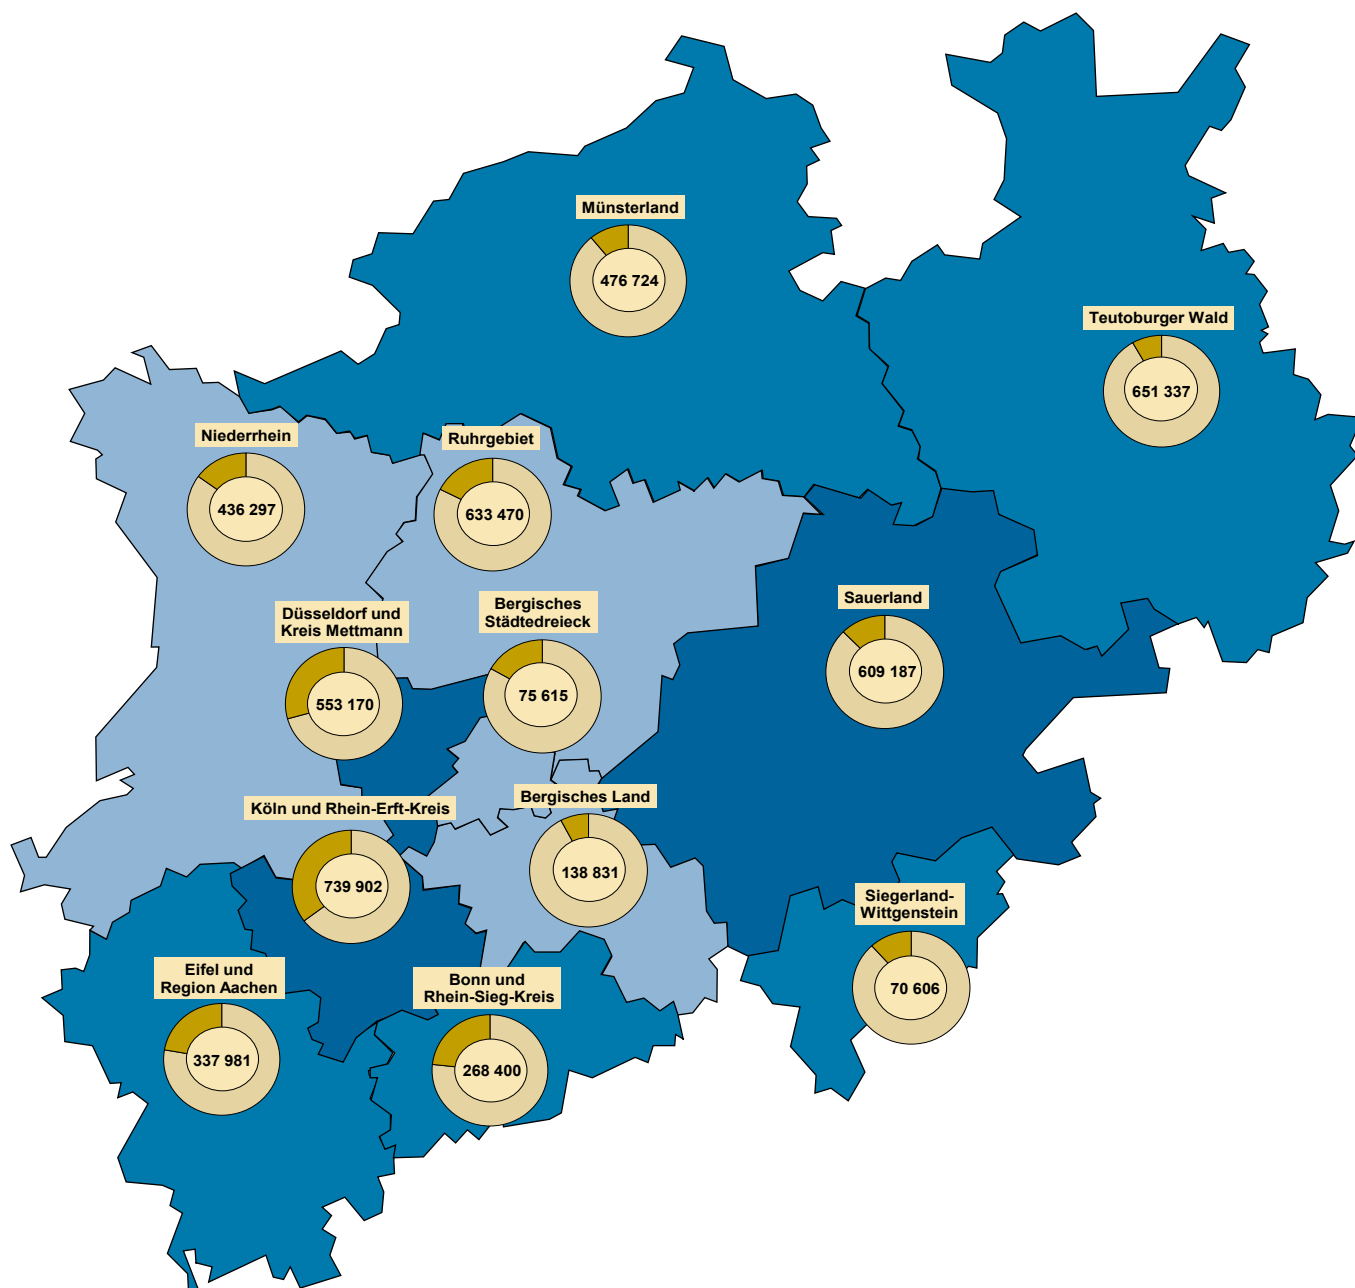 Münsterland
476 724
Teutoburger Wald
651 337
Niederrhein
436 297
Ruhrgebiet
633 470
Düsseldorf und
Kreis Mettmann
553 170
Bergisches
Städtedreieck
75 615
Sauerland
609 187
Köln und Rhein-Erft-Kreis
739 902
Bergisches Land
138 831
Siegerland-
Wittgenstein
70 606
Eifel und
Region Aachen
337 981
Bonn und
Rhein-Sieg-Kreis
268 400